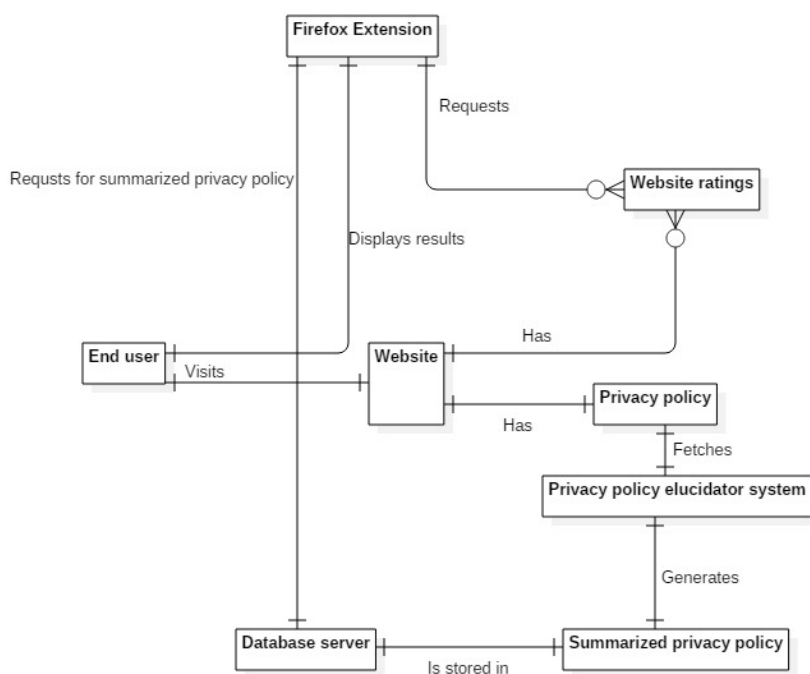 Firefox Extension
Requests
Requsts for summarized privacy policy
Website ratings
Displays results
End user
Visits
Website
Has
Has
Privacy policy
Fetches
Privacy policy elucidator system
Generates
Database server
Is stored in
Summarized privacy policy